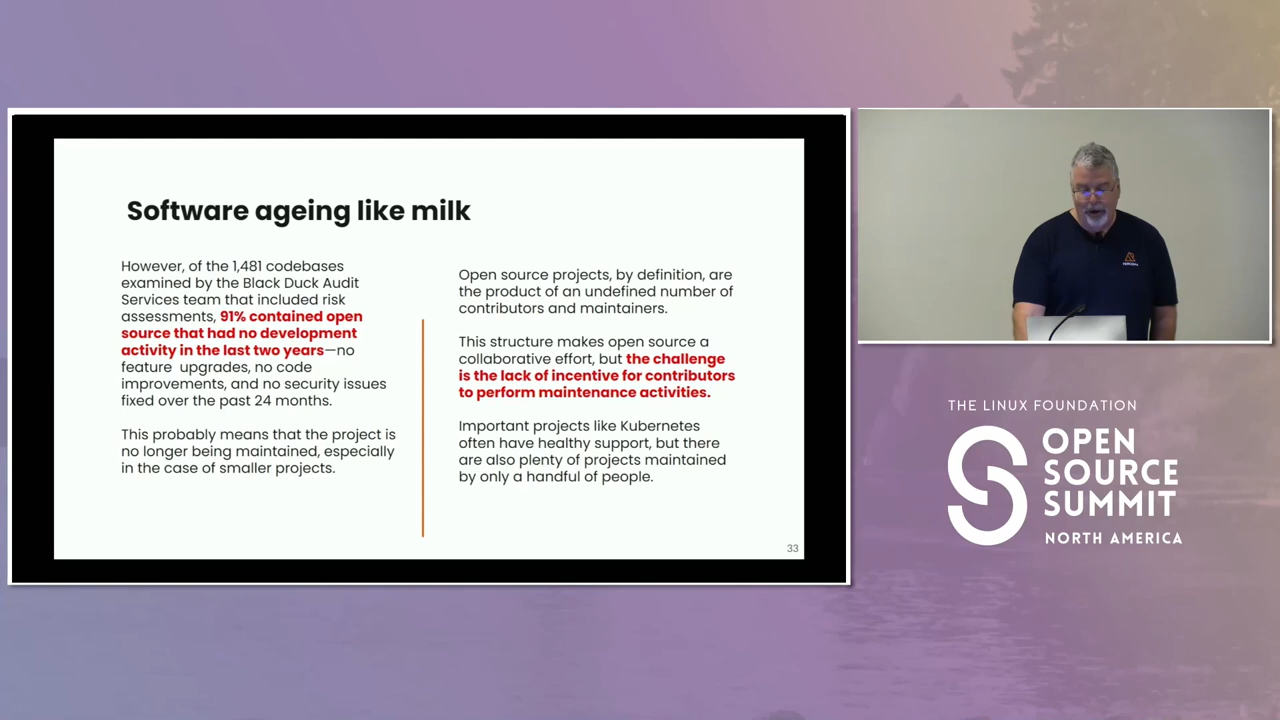 Software ageing like milk
However, of the 1,481 codebases
examined by the Black Duck Audit
Services team that included risk
assessments, 91% contained open
source that had no development
activity in the last two years—no
feature  upgrades, no code
improvements, and no security issues
fixed over the past 24 months.
This probably means that the project is
no longer being maintained, especially
in the case of smaller projects.
Open source projects, by definition, are
the product of an undefined number of
contributors and maintainers.
This structure makes open source a
collaborative effort, but the challenge
is the lack of incentive for contributors
to perform maintenance activities.
Important projects like Kubernetes
often have healthy support, but there
are also plenty of projects maintained
by only a handful of people.
33
THE LINUX FOUNDATION
OPEN
SOURCE
SUMMIT
NORTH AMERICA